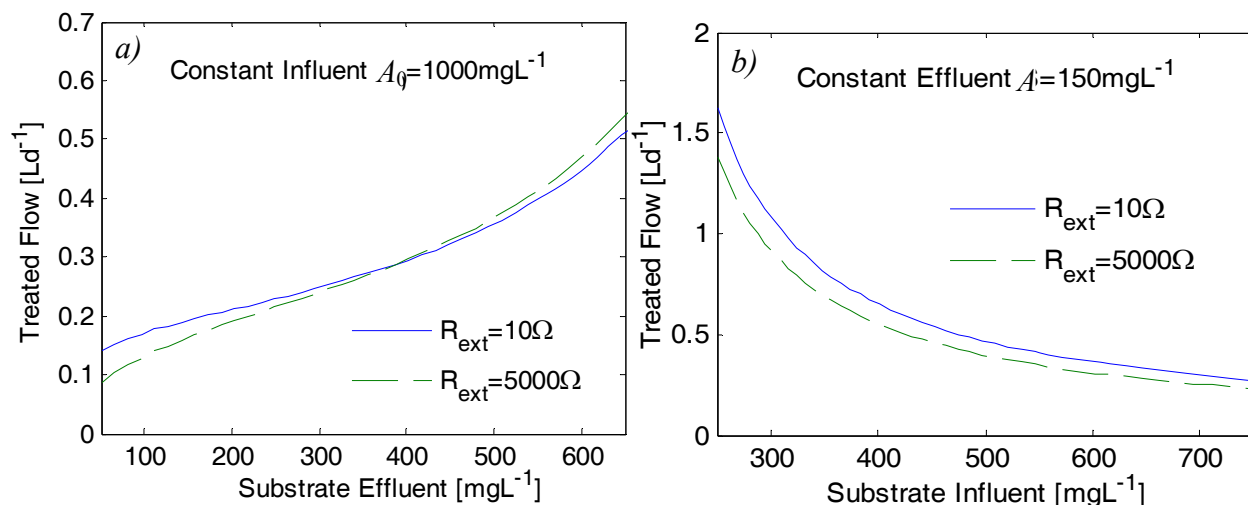 a)
Constant Influent A0=1000mgL-1
Treated Flow [Ld-1]
0.7
0.6
0.5
0.4
0.3
0.2
0.1
0
Rext=10Ω
Rext=5000Ω
100 200 300 400 500 600
Substrate Effluent [mgL-1]
b)
Constant Effluent A=150mgL-1
Treated Flow [Ld-1]
2
1.5
1
0.5
0
Rext=10Ω
Rext=5000Ω
300 400 500 600 700
Substrate Influent [mgL-1]